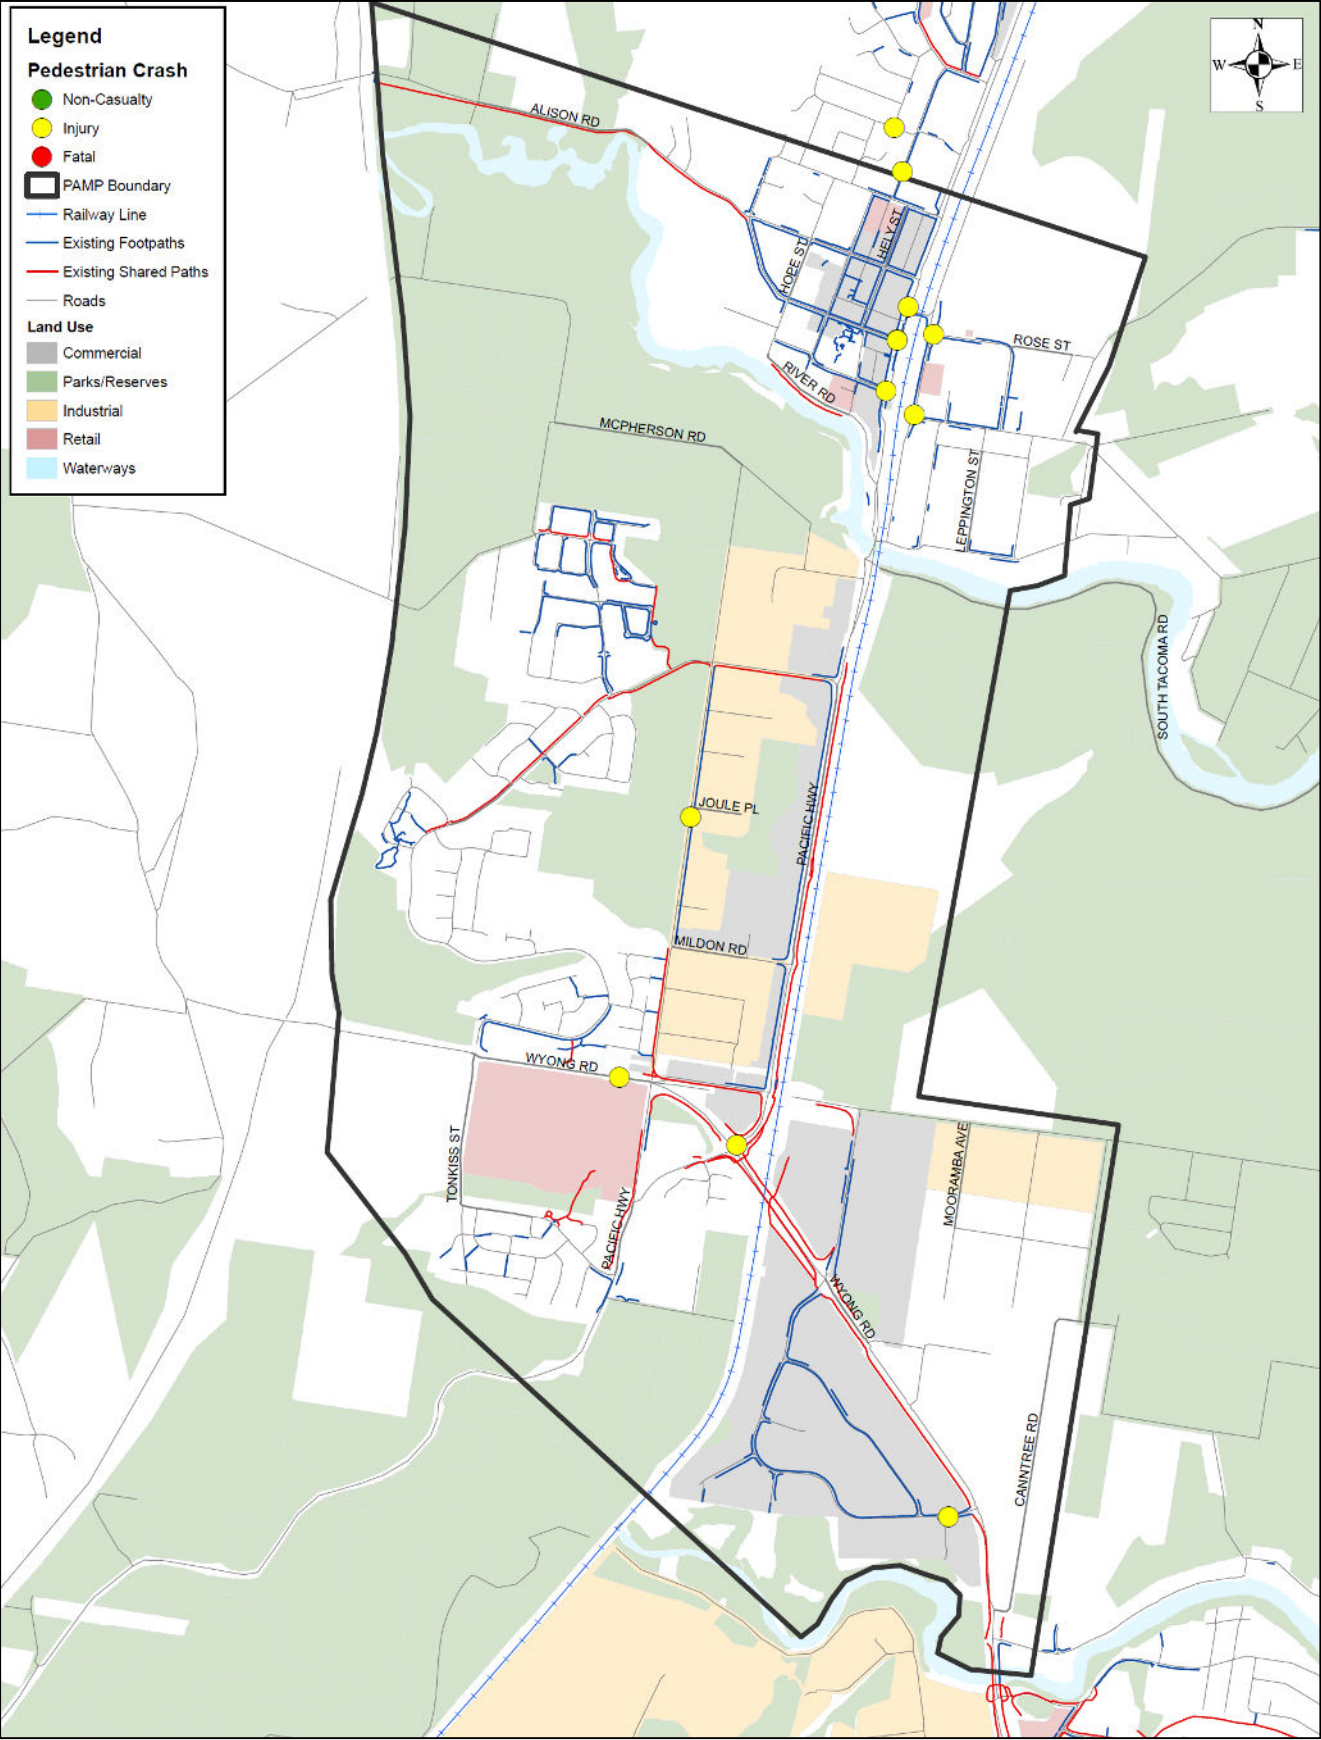 Legend
Pedestrian Crash
Non-Casualty
Injury
Fatal
PAMP Boundary
Railway Line
Existing Footpaths
Existing Shared Paths
Roads
Land Use
Commercial
Parks/Reserves
Industrial
Retail
Waterways
N
W E
S
ALISON RD
HELY ST
HOPE ST
ROSE ST
RIVER RD
MCPHERSON RD
LEPPINGTON ST
SOUTH TACOMA RD
JOULE PL
PACIFIC HWY
MILDON RD
WYONG RD
TONKISS ST
MOORAMBA AVE
PACIFIC HWY
WYONG RD
CANNTREE RD